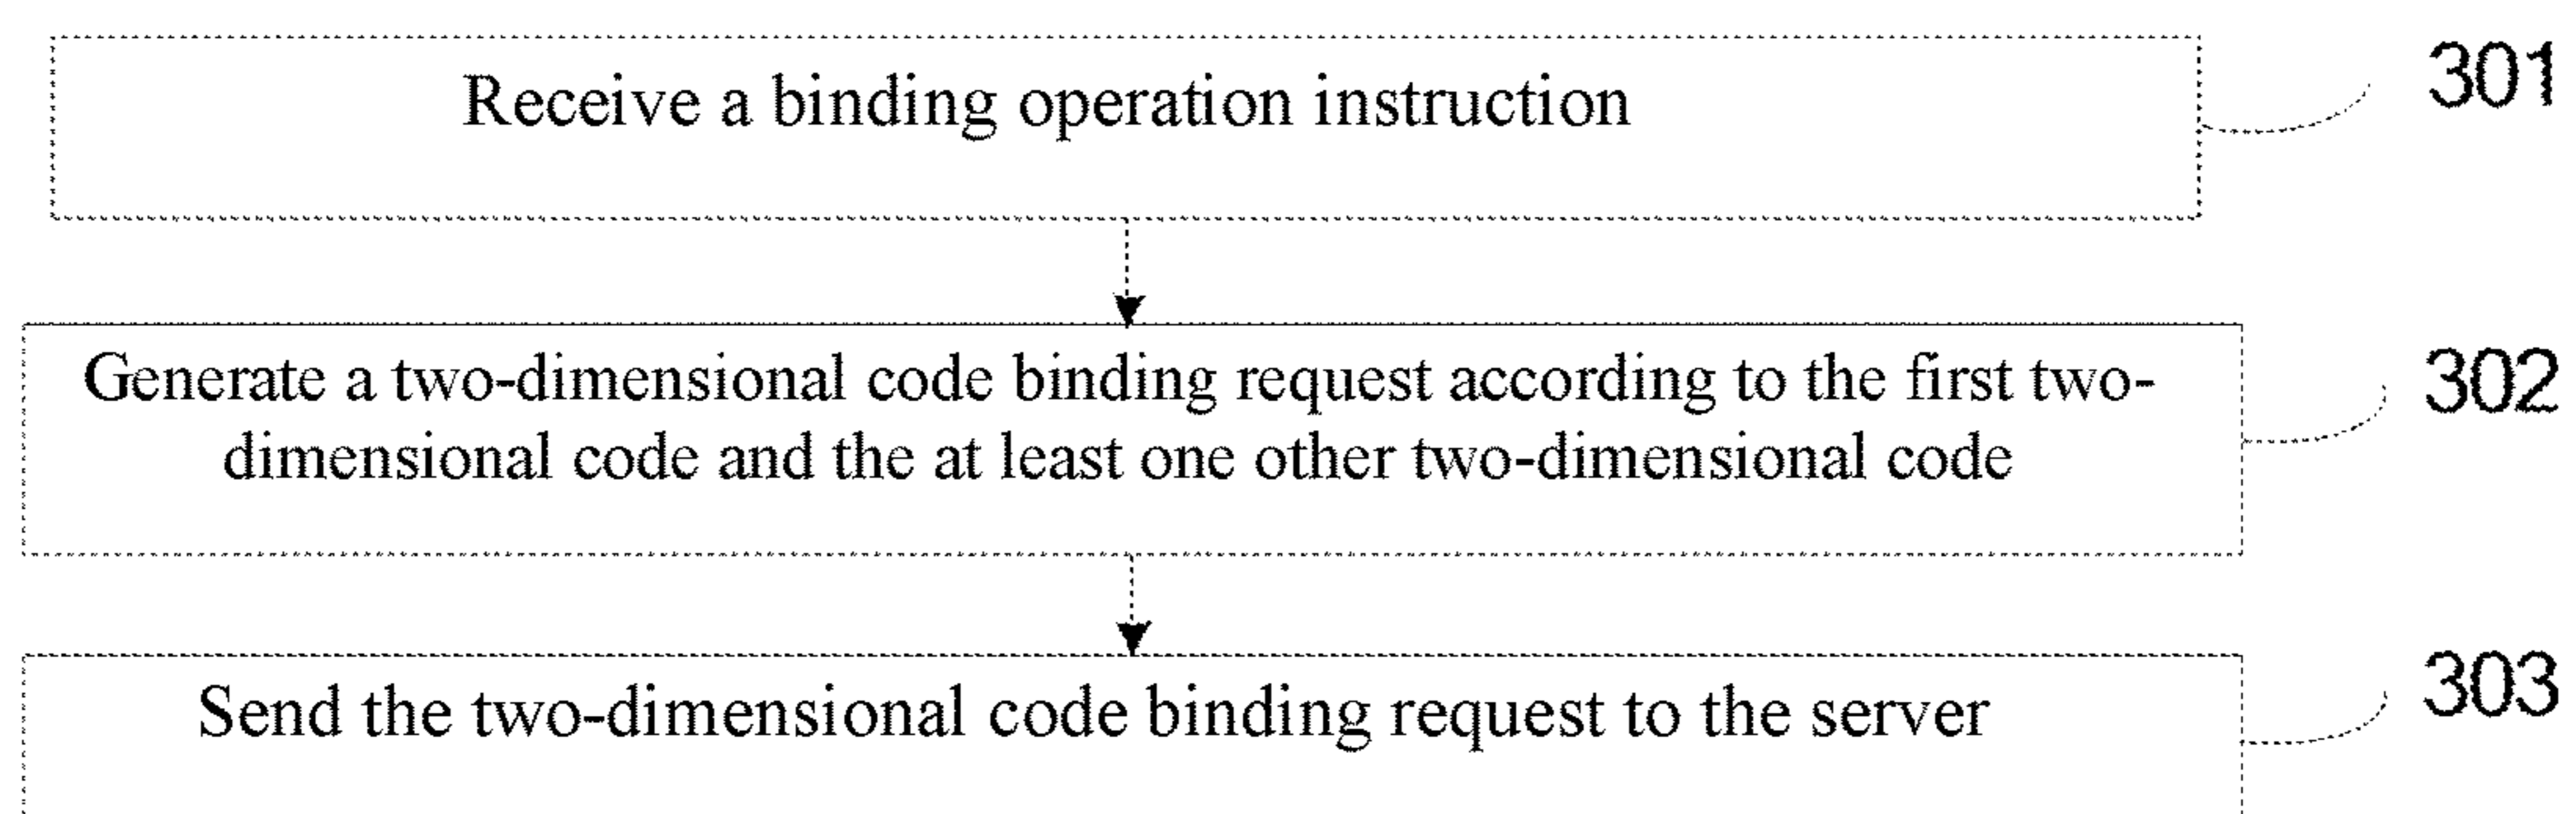 Receive a binding operation instruction
301
Generate a two-dimensional code binding request according to the first two-
dimensional code and the at least one other two-dimensional code
302
Send the two-dimensional code binding request to the server
303